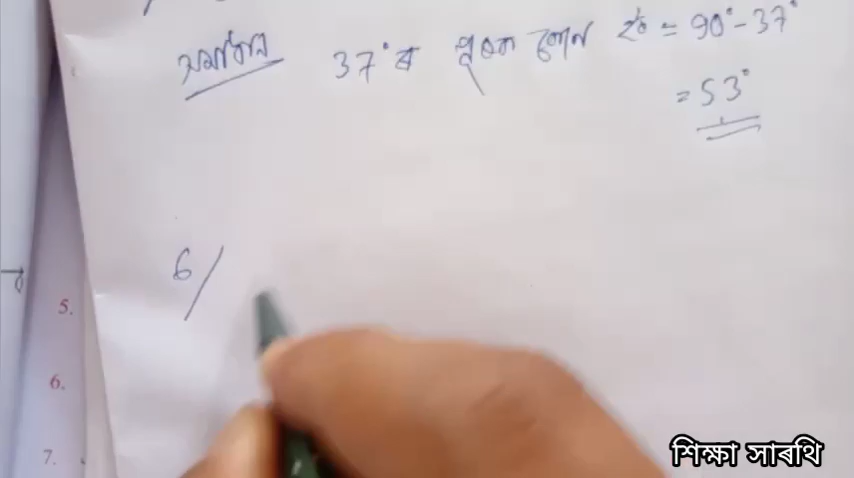 সমাধান 37°ৰ পূৰক কোন হ'ব = 90° - 37°
= 53°
6/
5.
6.
7.
শিক্ষা সাৰথি